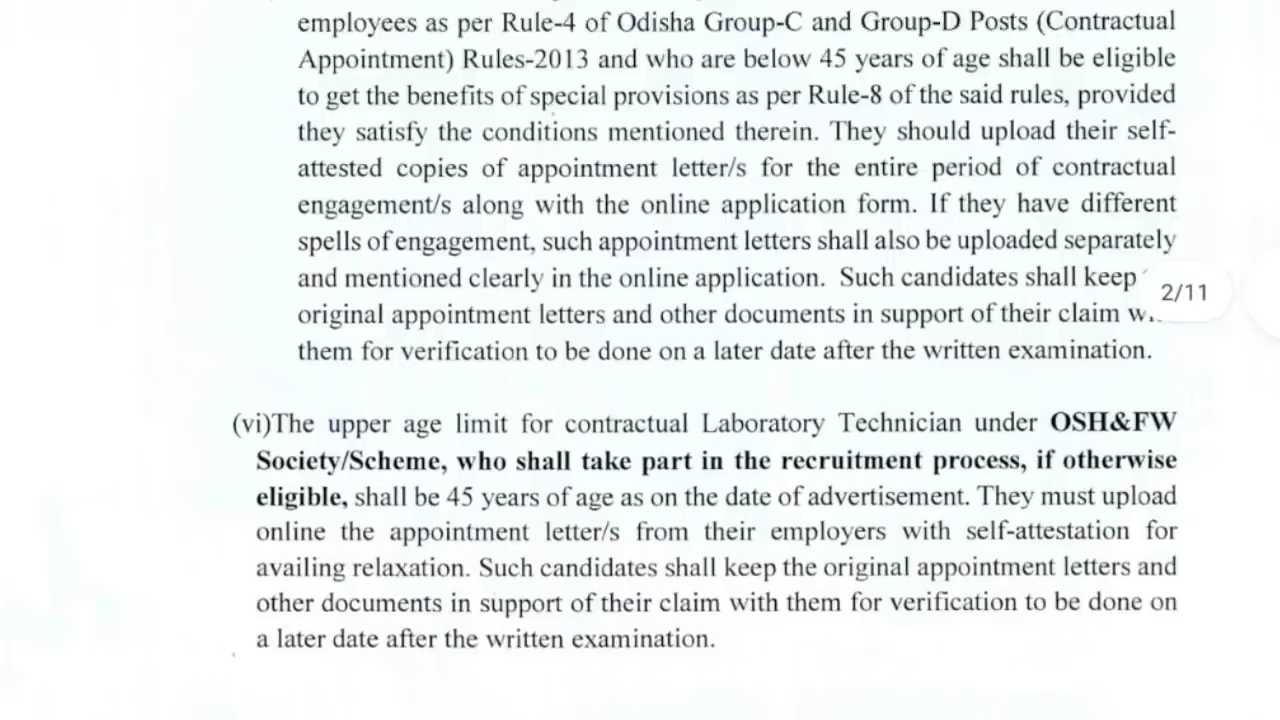 employees as per Rule-4 of Odisha Group-C and Group-D Posts (Contractual
Appointment) Rules-2013 and who are below 45 years of age shall be eligible
to get the benefits of special provisions as per Rule-8 of the said rules, provided
they satisfy the conditions mentioned therein. They should upload their self-
attested copies of appointment letter/s for the entire period of contractual
engagement/s along with the online application form. If they have different
spells of engagement, such appointment letters shall also be uploaded separately
and mentioned clearly in the online application. Such candidates shall keep
2/11
original appointment letters and other documents in support of their claim
them for verification to be done on a later date after the written examination.
(vi)The upper age limit for contractual Laboratory Technician under OSH&FW
Society/Scheme, who shall take part in the recruitment process, if otherwise
eligible, shall be 45 years of age as on the date of advertisement. They must upload
online the appointment letter/s from their employers with self-attestation for
availing relaxation. Such candidates shall keep the original appointment letters and
other documents in support of their claim with them for verification to be done on
a later date after the written examination.